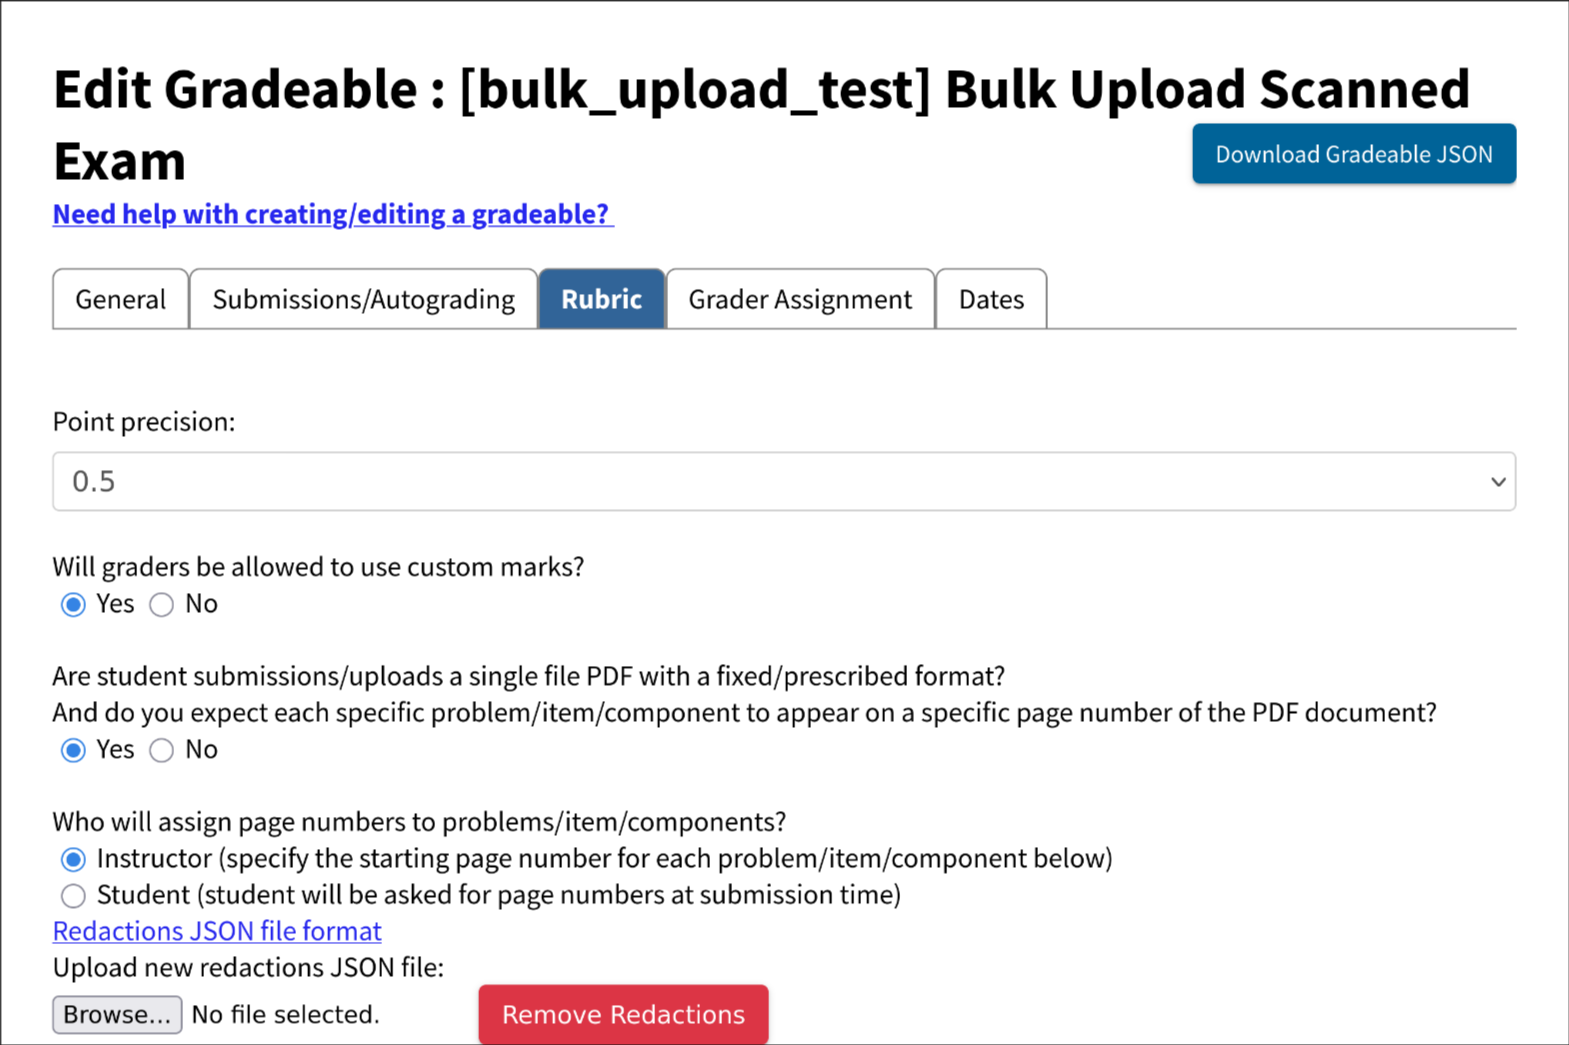 Edit Gradeable : [bulk_upload_test] Bulk Upload Scanned
Exam
Download Gradeable JSON
Need help with creating/editing a gradeable?
General Submissions/Autograding Rubric Grader Assignment Dates
Point precision:
0.5
Will graders be allowed to use custom marks?
Yes No
Are student submissions/uploads a single file PDF with a fixed/prescribed format?
And do you expect each specific problem/item/component to appear on a specific page number of the PDF document?
Yes No
Who will assign page numbers to problems/item/components?
Instructor (specify the starting page number for each problem/item/component below)
Student (student will be asked for page numbers at submission time)
Redactions JSON file format
Upload new redactions JSON file:
Browse... No file selected. Remove Redactions